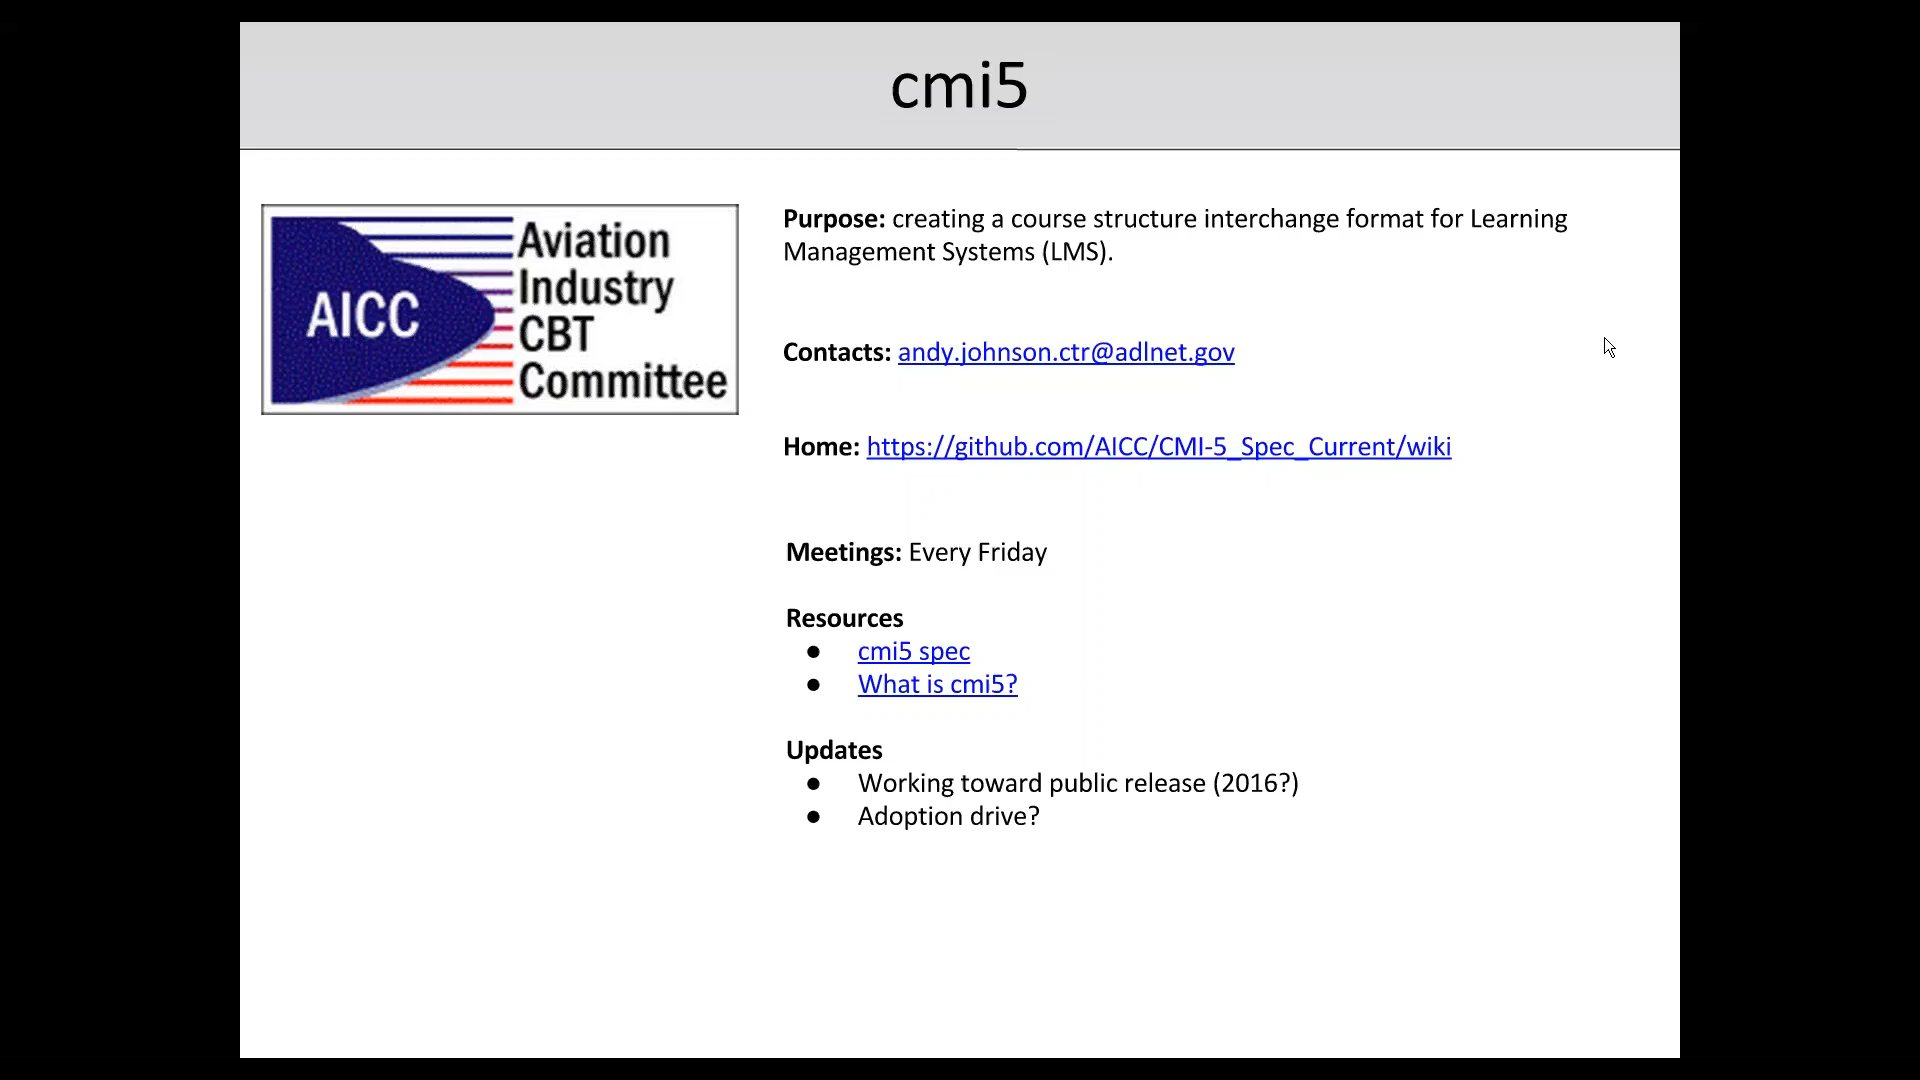 cmi5
AICC
Aviation
Industry
CBT
Committee
Purpose: creating a course structure interchange format for Learning
Management Systems (LMS).
Contacts: andy.johnson.ctr@adlnet.gov
Home: https://github.com/AICC/CMI-5_Spec_Current/wiki
Meetings: Every Friday
Resources
● cmi5 spec
● What is cmi5?
Updates
● Working toward public release (2016?)
● Adoption drive?